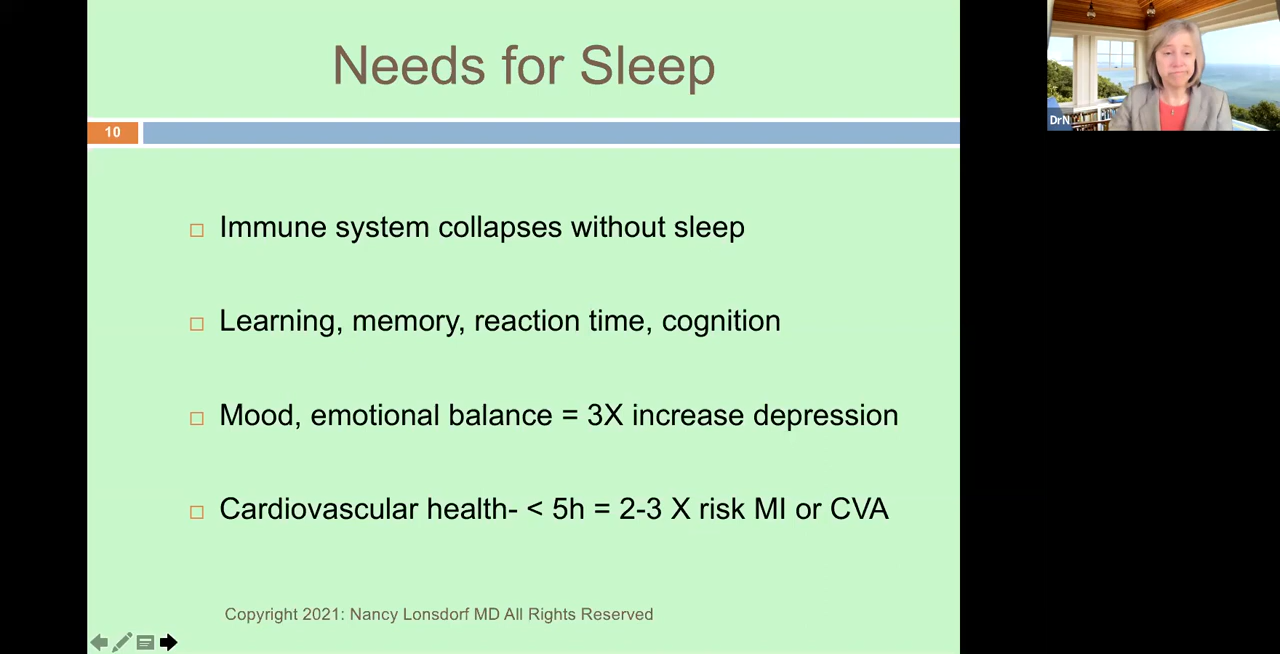 Needs for Sleep
10
Immune system collapses without sleep
Learning, memory, reaction time, cognition
Mood, emotional balance = 3X increase depression
Cardiovascular health- < 5h = 2-3 X risk MI or CVA
Copyright 2021: Nancy Lonsdorf MD All Rights Reserved
DrN